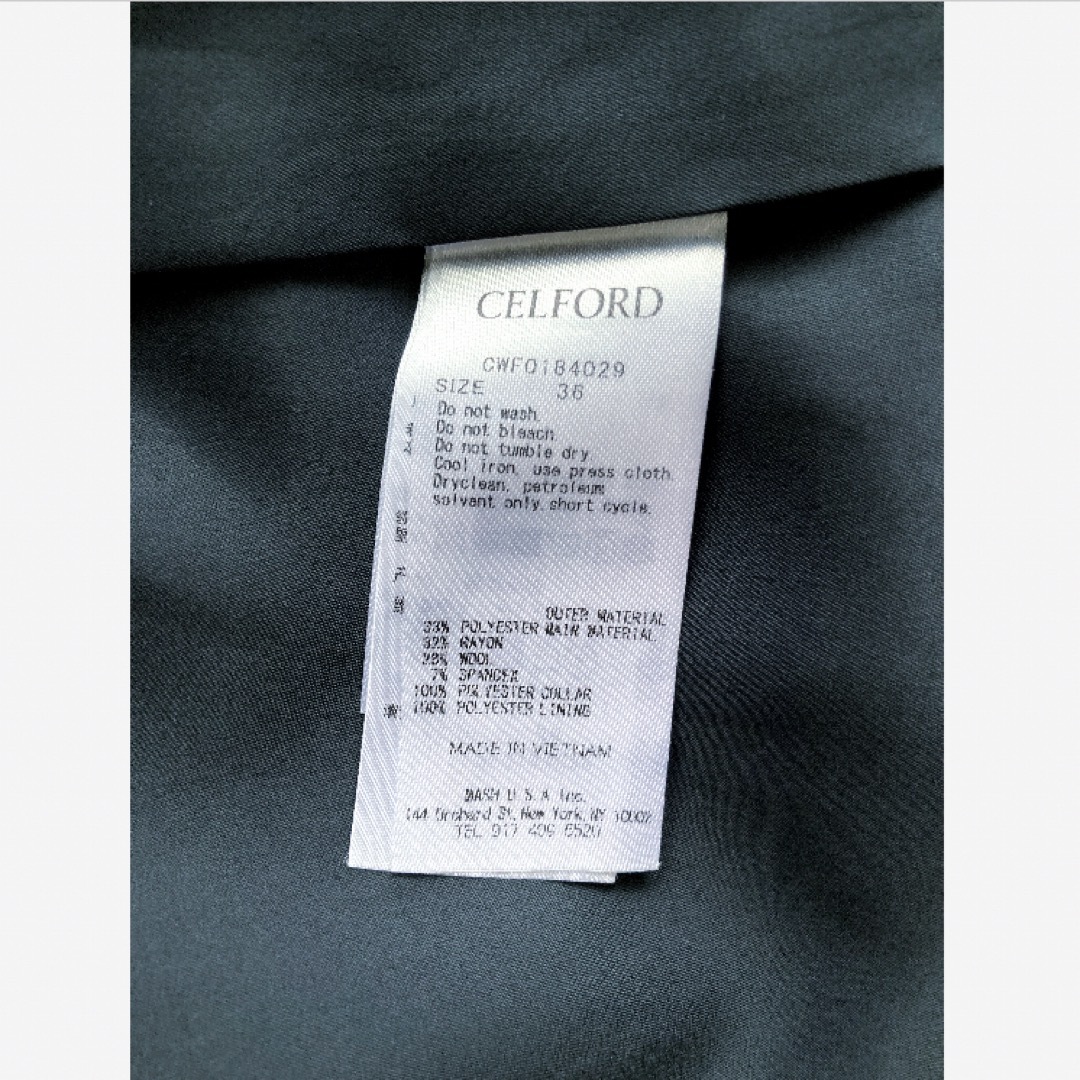 CELFORD
CWFO184029
SIZE 36
Do not wash.
Do not bleach.
Do not tumble dry
Cool iron, use press cloth.
Dryclean, petroleum
solvent only, short cycle.
OUTER MATERIAL
33% POLYESTER MAIN MATERIAL
32% RAYON
28% WOOL
7% SPANDEX
100% POLYESTER COLLAR
100% POLYESTER LINING
MADE IN VIETNAM
MASH U.S.A Inc.
144 Orchard St, New York, NY 10002
TEL 917 409 6520